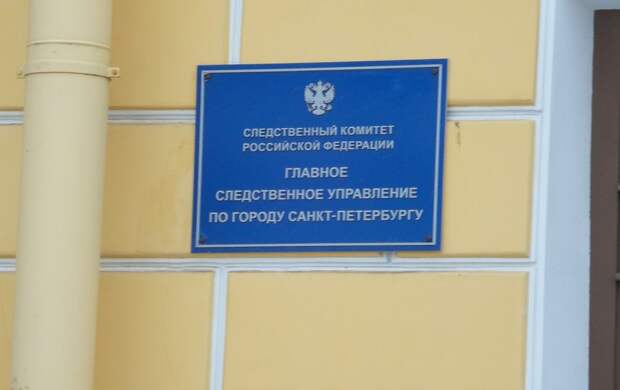 СЛЕДСТВЕННЫЙ КОМИТЕТ
РОССИЙСКОЙ ФЕДЕРАЦИИ
ГЛАВНОЕ
СЛЕДСТВЕННОЕ УПРАВЛЕНИЕ
ПО ГОРОДУ САНКТ-ПЕТЕРБУРГУ